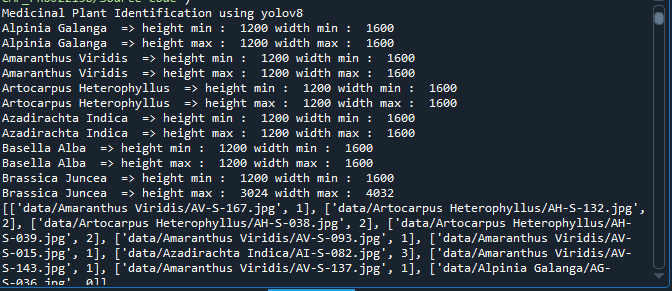 Medicinal Plant Identification using yolov8
Alpinia Galanga  => height min :  1200 width min :  1600
Alpinia Galanga  => height max :  1200 width max :  1600
Amaranthus Viridis  => height min :  1200 width min :  1600
Amaranthus Viridis  => height max :  1200 width max :  1600
Artocarpus Heterophyllus  => height min :  1200 width min :  1600
Artocarpus Heterophyllus  => height max :  1200 width max :  1600
Azadirachta Indica  => height min :  1200 width min :  1600
Azadirachta Indica  => height max :  1200 width max :  1600
Basella Alba  => height min :  1200 width min :  1600
Basella Alba  => height max :  1200 width max :  1600
Brassica Juncea  => height min :  1200 width min :  1600
Brassica Juncea  => height max :  3024 width max :  4032
[['data/Amaranthus Viridis/AV-S-167.jpg', 1], ['data/Artocarpus Heterophyllus/AH-S-132.jpg',
2], ['data/Artocarpus Heterophyllus/AH-S-038.jpg', 2], ['data/Artocarpus Heterophyllus/AH-
S-039.jpg', 2], ['data/Amaranthus Viridis/AV-S-093.jpg', 1], ['data/Amaranthus Viridis/AV-
S-015.jpg', 1], ['data/Azadirachta Indica/AI-S-082.jpg', 3], ['data/Amaranthus Viridis/AV-
S-143.jpg', 1], ['data/Amaranthus Viridis/AV-S-137.jpg', 1], ['data/Alpinia Galanga/AG-
S-036.jpg', 0]]